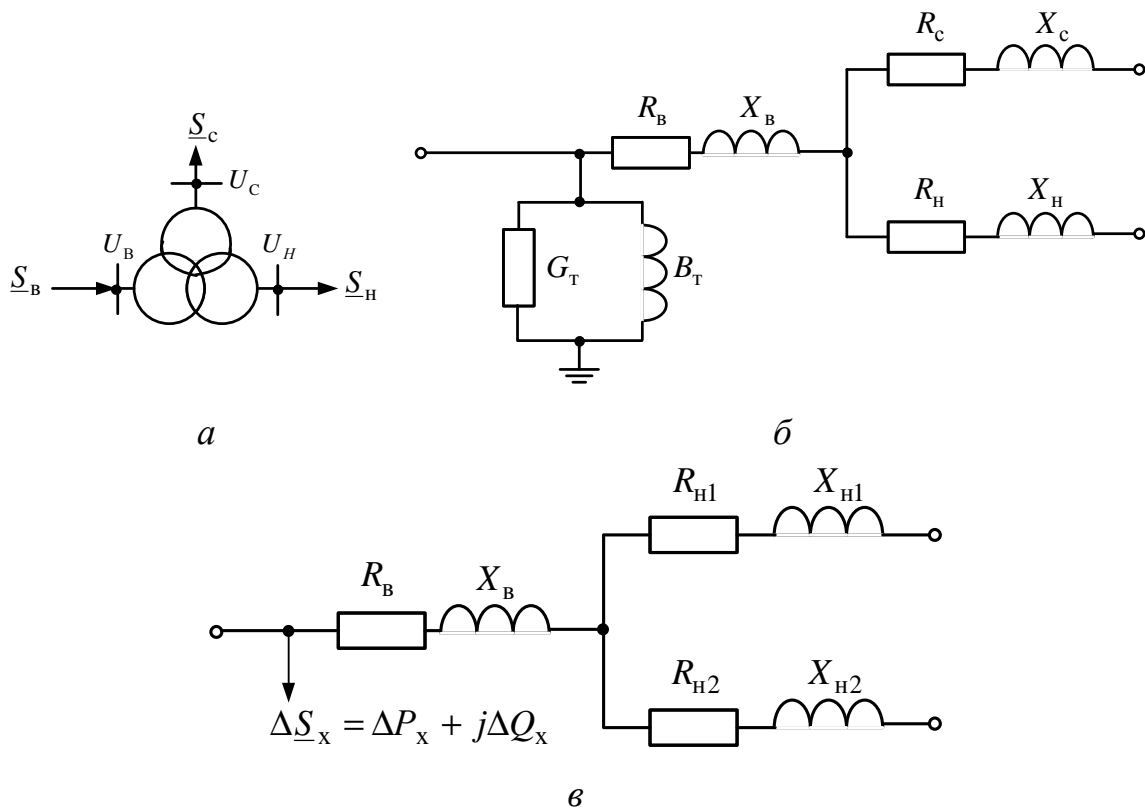 R_с X_с
R_в X_в
S_с
U_С
U_В U_Н
S_в S_н
R_н X_н
G_т B_т
а б
R_н1 X_н1
R_в X_в
R_н2 X_н2
ΔS_х = ΔP_х + jΔQ_х
в